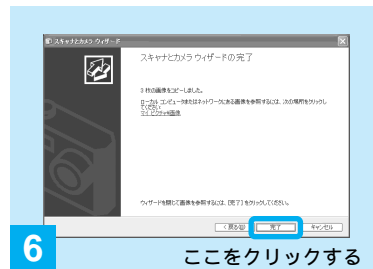 スキャナとカメラ ウィザード
スキャナとカメラ ウィザードの完了
3 枚の画像をコピーしました。
ローカル コンピュータまたはネットワークにある画像を参照するには、次の場所をクリックし
てください:
マイ ピクチャ画像
ウィザードを閉じて画像を参照するには、[完了] をクリックしてください。
< 戻る(B)
完了
キャンセル
6
ここをクリックする